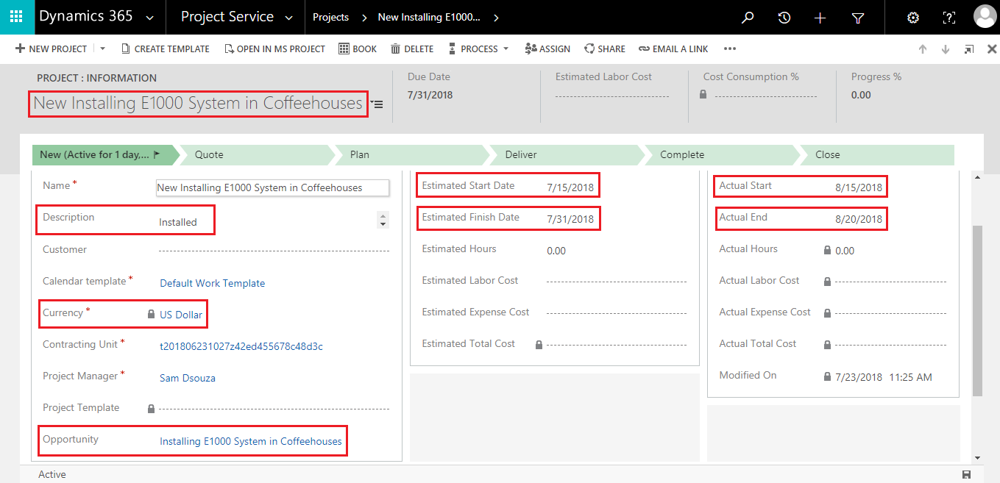 Dynamics 365 Project Service Projects New Installing E1000...
NEW PROJECT CREATE TEMPLATE OPEN IN MS PROJECT BOOK DELETE PROCESS ASSIGN SHARE EMAIL A LINK •••
PROJECT : INFORMATION
New Installing E1000 System in Coffeehouses
Due Date
7/31/2018
Estimated Labor Cost
Cost Consumption %
Progress %
0.00
New (Active for 1 day,... Quote Plan Deliver Complete Close
Name * New Installing E1000 System in Coffeehouses
Description Installed
Customer
Calendar template * Default Work Template
Currency * US Dollar
Contracting Unit * t201806231027z42ed455678c48d3c
Project Manager * Sam Dsouza
Project Template
Opportunity Installing E1000 System in Coffeehouses
Estimated Start Date 7/15/2018
Estimated Finish Date 7/31/2018
Estimated Hours 0.00
Estimated Labor Cost
Estimated Expense Cost
Estimated Total Cost
Actual Start 8/15/2018
Actual End 8/20/2018
Actual Hours 0.00
Actual Labor Cost
Actual Expense Cost
Actual Total Cost
Modified On 7/23/2018 11:25 AM
Active